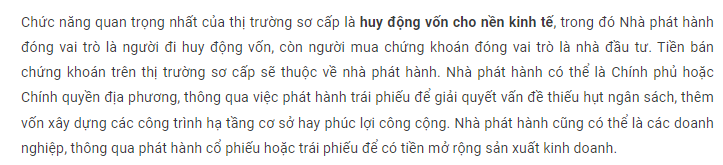 Chức năng quan trọng nhất của thị trường sơ cấp là huy động vốn cho nền kinh tế, trong đó Nhà phát hành
đóng vai trò là người đi huy động vốn, còn người mua chứng khoán đóng vai trò là nhà đầu tư. Tiền bán
chứng khoán trên thị trường sơ cấp sẽ thuộc về nhà phát hành. Nhà phát hành có thể là Chính phủ hoặc
Chính quyền địa phương, thông qua việc phát hành trái phiếu để giải quyết vấn đề thiếu hụt ngân sách, thêm
vốn xây dựng các công trình hạ tầng cơ sở hay phúc lợi công cộng. Nhà phát hành cũng có thể là các doanh
nghiệp, thông qua phát hành cổ phiếu hoặc trái phiếu để có tiền mở rộng sản xuất kinh doanh.